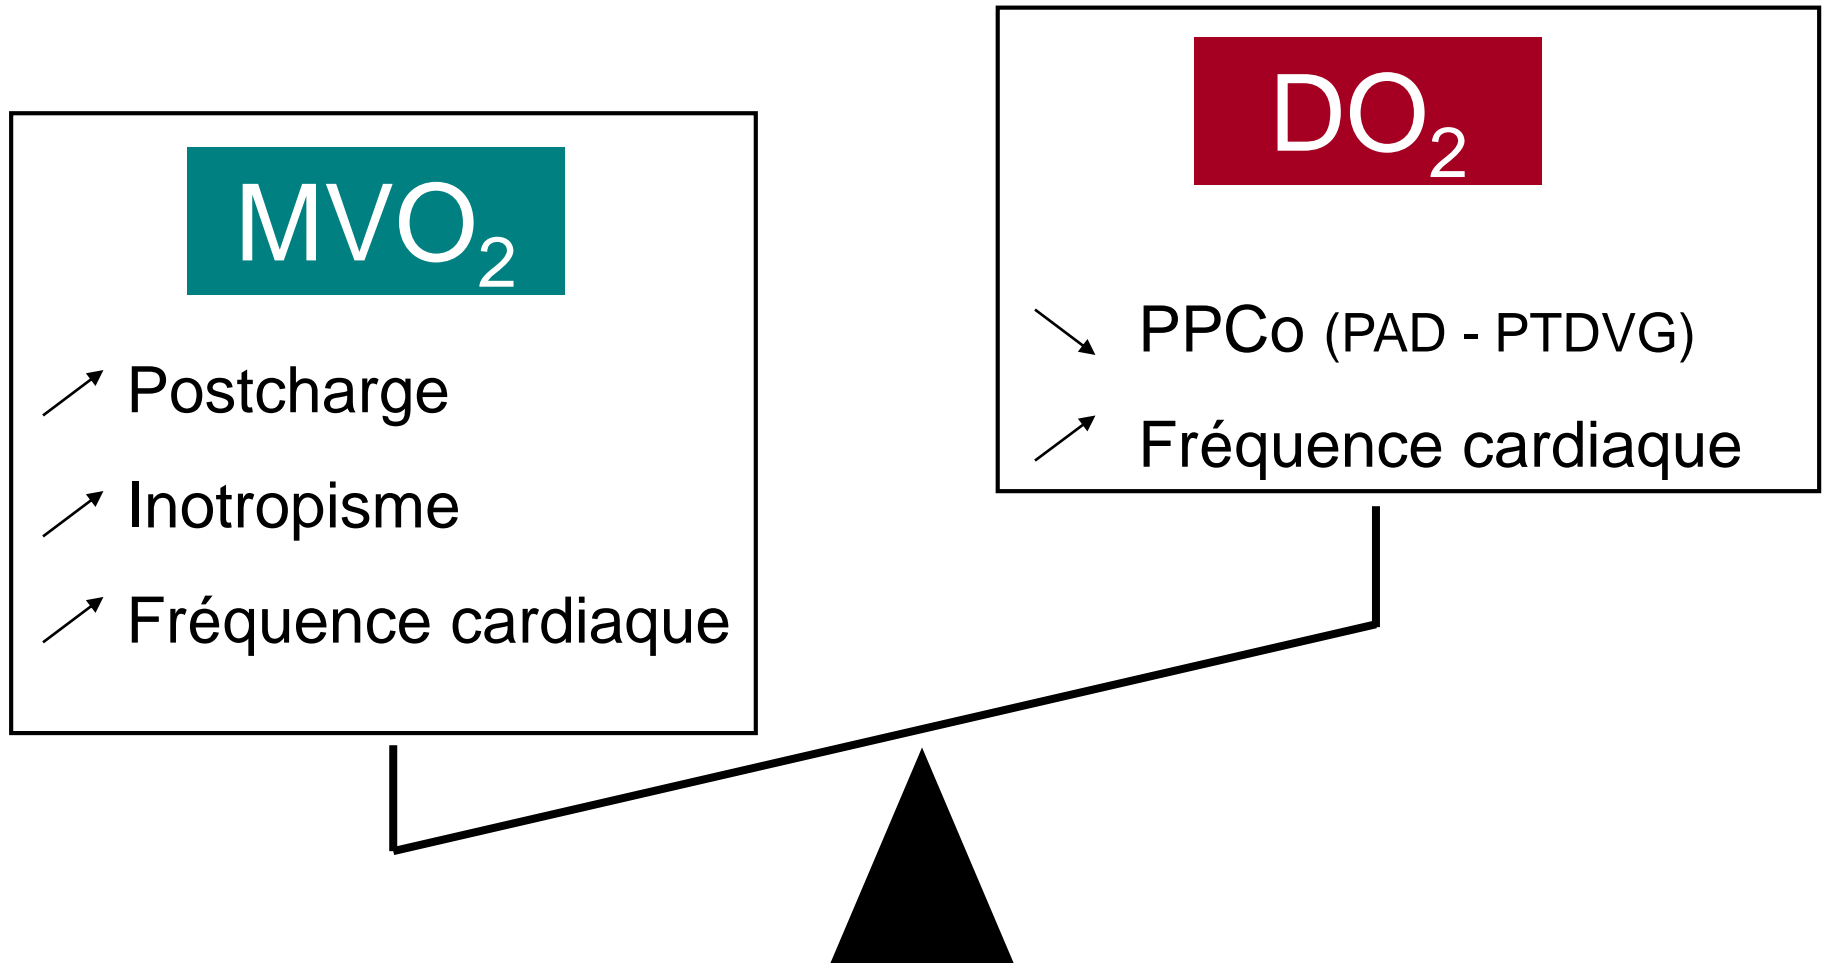 MVO₂
Postcharge
Inotropisme
Fréquence cardiaque
DO₂
PPCo (PAD - PTDVG)
Fréquence cardiaque